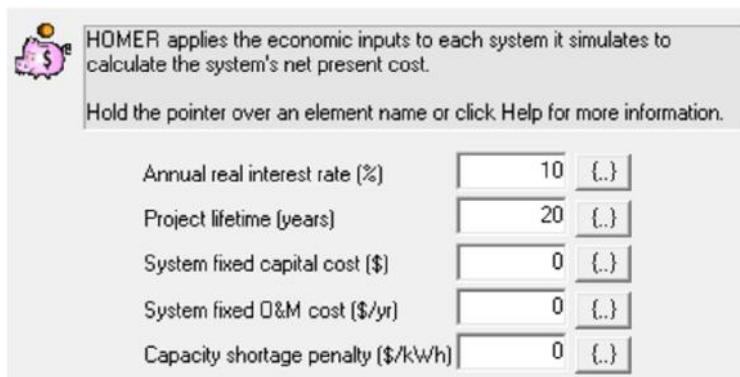 HOMER applies the economic inputs to each system it simulates to
calculate the system's net present cost.
Hold the pointer over an element name or click Help for more information.
Annual real interest rate (%) 10 {..}
Project lifetime (years) 20 {..}
System fixed capital cost ($) 0 {..}
System fixed O&M cost ($/yr) 0 {..}
Capacity shortage penalty ($/kWh) 0 {..}